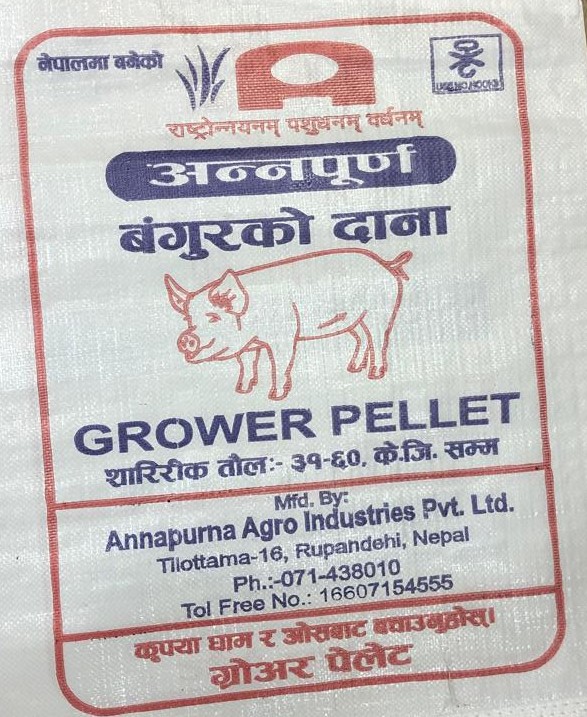 नेपालमा बनेको
राष्ट्रोन्नयनम् पशुधनम् वर्धनम्
अन्नपूर्ण
बंगुरको दाना
GROWER PELLET
शारिरीक तौल:- ३१-६०. के.जि. सम्म
Mfd. By:
Annapurna Agro Industries Pvt. Ltd.
Tilottama-16, Rupandehi, Nepal
Ph.:-071-438010
Tol Free No.: 16607154555
कृपया घाम र ओसबाट बचाउनुहोस्।
ग्रोअर पेलेट